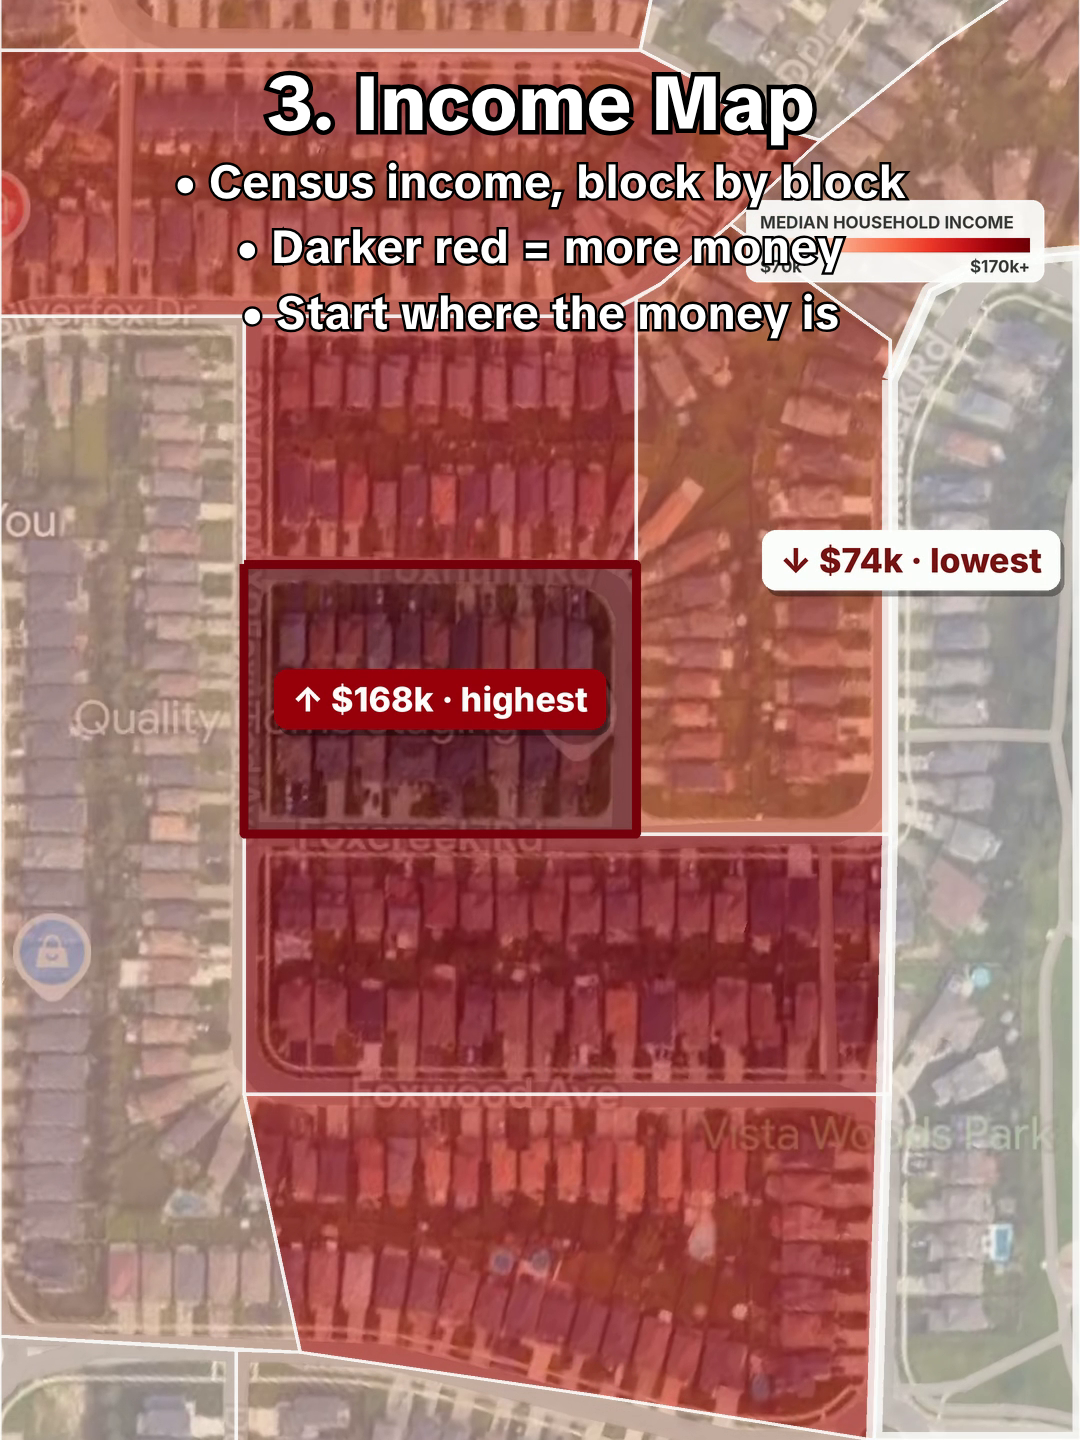 3. Income Map
• Census income, block by block
• Darker red = more money
• Start where the money is
MEDIAN HOUSEHOLD INCOME
$70k
$170k+
↓ $74k · lowest
↑ $168k · highest
Quality
Foxcreek Rd
Foxwood Ave
Vista Woods Park